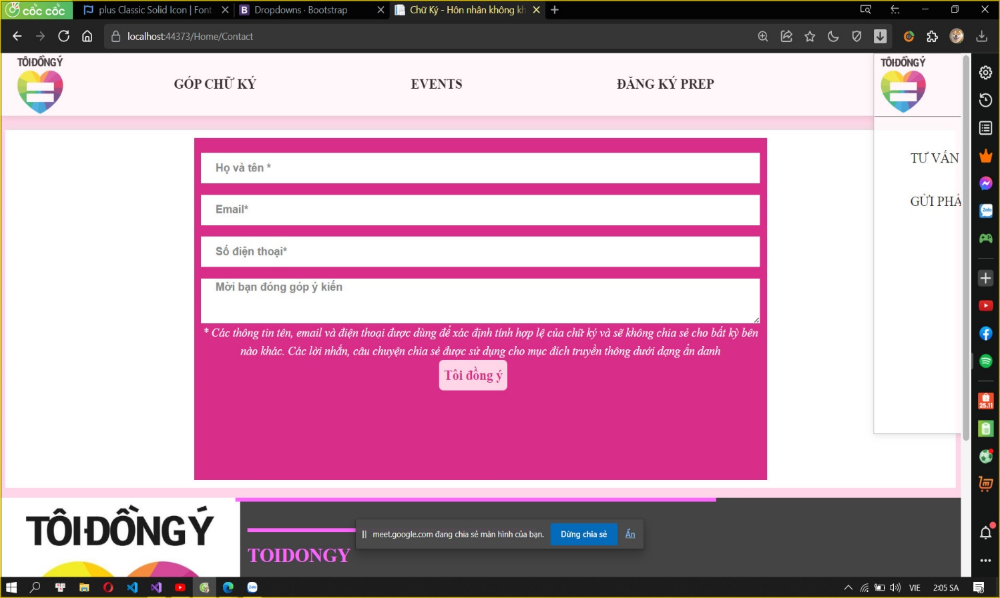 cốc cốc
plus Classic Solid Icon | Font
Dropdowns · Bootstrap
Chữ Ký - Hôn nhân không kh
localhost:44373/Home/Contact
TÔIĐỒNGÝ
GÓP CHỮ KÝ
EVENTS
ĐĂNG KÝ PREP
TÔIĐỒNGÝ
TƯ VẤN
GỬI PHẢ
Họ và tên *
Email*
Số điện thoại*
Mời bạn đóng góp ý kiến
* Các thông tin tên, email và điện thoại được dùng để xác định tính hợp lệ của chữ ký và sẽ không chia sẻ cho bất kỳ bên
nào khác. Các lời nhắn, câu chuyện chia sẻ được sử dụng cho mục đích truyền thông dưới dạng ẩn danh
Tôi đồng ý
Zalo
25.11
TÔIĐỒNGÝ
meet.google.com đang chia sẻ màn hình của bạn.
Dừng chia sẻ
Ẩn
TOIDONGY
Zalo
VIE
2:05 SA